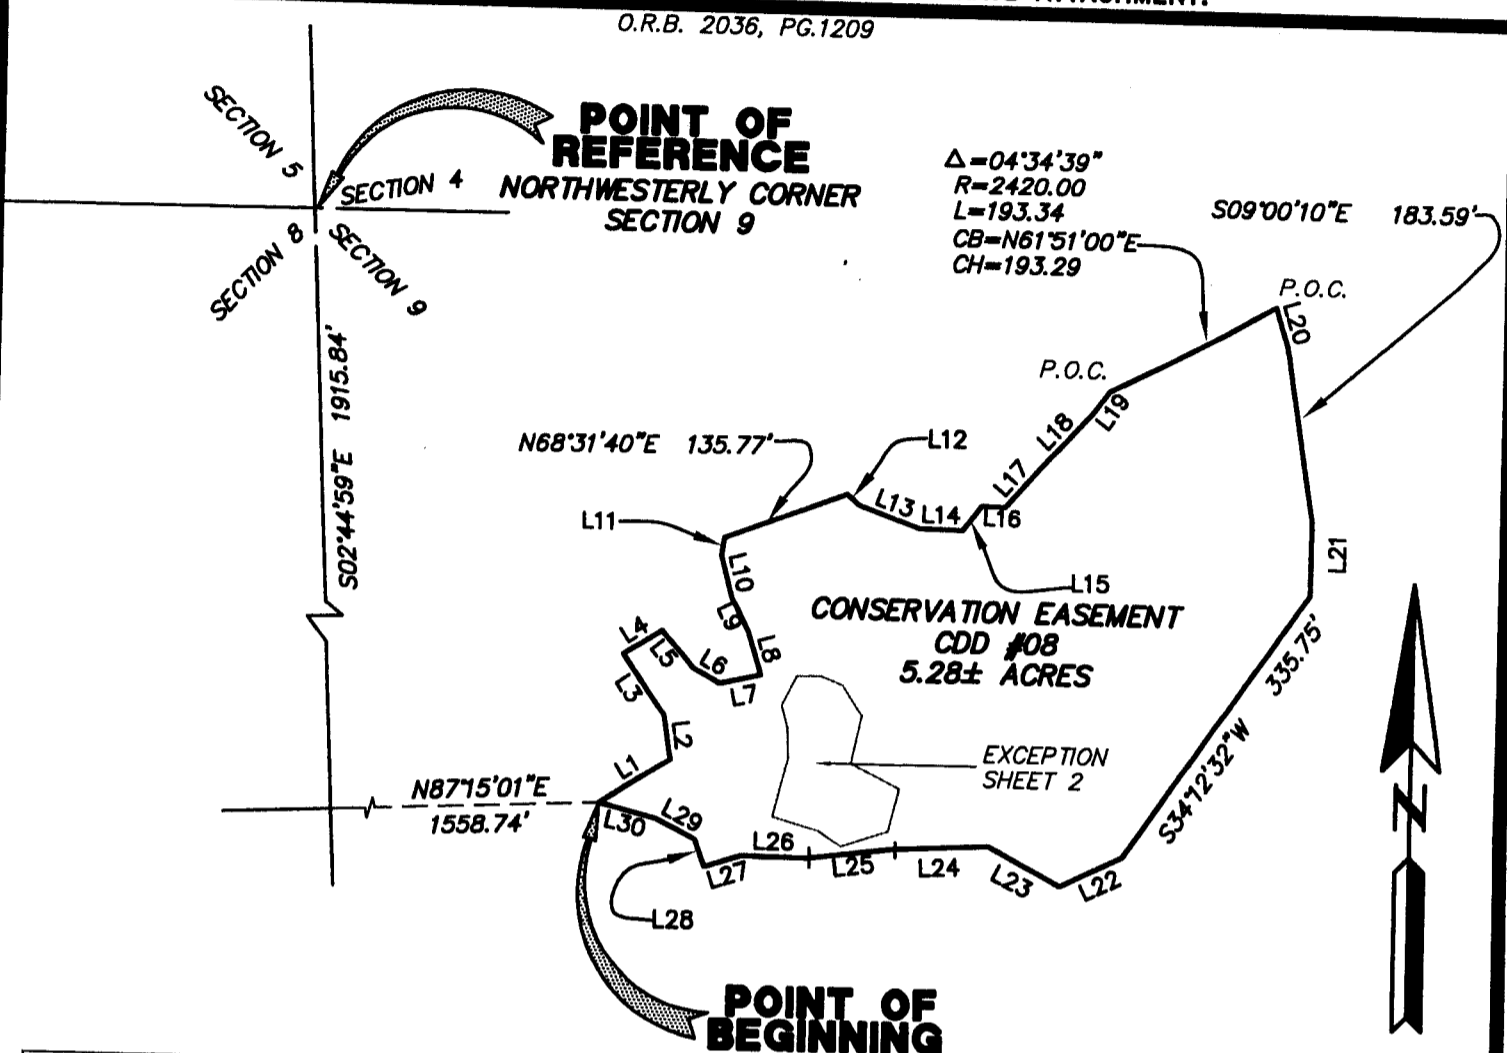 ATTACHMENT.
O.R.B. 2036, PG.1209
SECTION 5
SECTION 4
SECTION 8
SECTION 9
POINT OF
REFERENCE
NORTHWESTERLY CORNER
SECTION 9
Δ=04°34'39"
R=2420.00
L=193.34
CB=N61°51'00"E
CH=193.29
S09°00'10"E 183.59'
P.O.C.
L20
P.O.C.
L19
L18
L17
L16
L15
L14
L13
L12
N68°31'40"E 135.77'
L11
L10
L9
L8
L7
L6
L5
L4
L3
L2
L1
S02°44'59"E 1915.84'
CONSERVATION EASEMENT
CDD #08
5.28± ACRES
L21
S34°12'32"W 335.75'
EXCEPTION
SHEET 2
N87°15'01"E
1558.74'
L30
L29
L28
L27
L26
L25
L24
L23
L22
N
POINT OF
BEGINNING